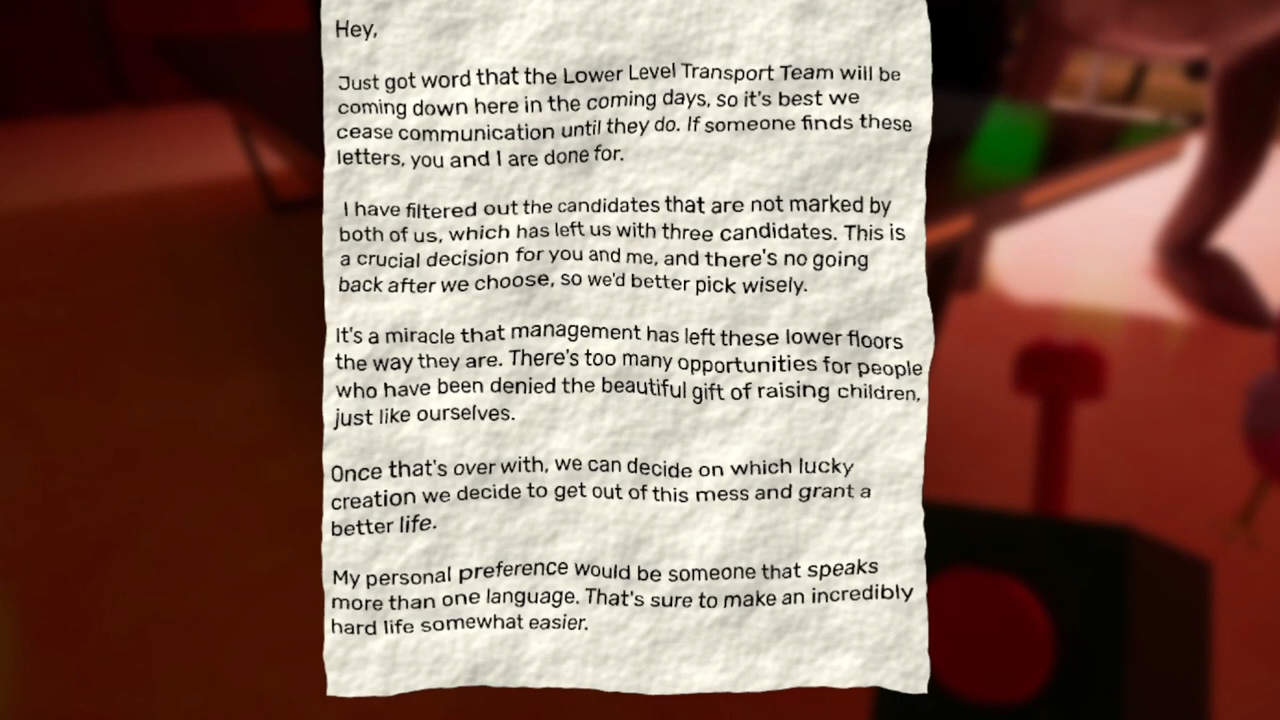 Hey,
Just got word that the Lower Level Transport Team will be
coming down here in the coming days, so it's best we
cease communication until they do. If someone finds these
letters, you and I are done for.
I have filtered out the candidates that are not marked by
both of us, which has left us with three candidates. This is
a crucial decision for you and me, and there's no going
back after we choose, so we'd better pick wisely.
It's a miracle that management has left these lower floors
the way they are. There's too many opportunities for people
who have been denied the beautiful gift of raising children,
just like ourselves.
Once that's over with, we can decide on which lucky
creation we decide to get out of this mess and grant a
better life.
My personal preference would be someone that speaks
more than one language. That's sure to make an incredibly
hard life somewhat easier.